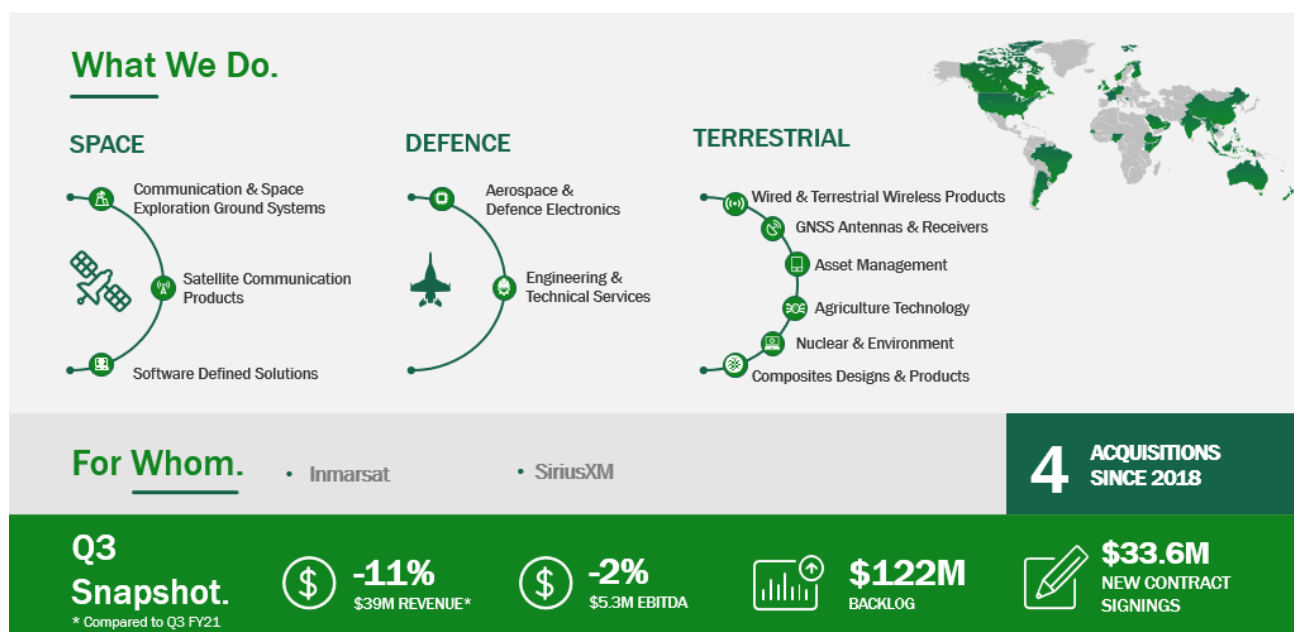 What We Do.
SPACE
Communication & Space
Exploration Ground Systems
Satellite Communication
Products
Software Defined Solutions
DEFENCE
Aerospace &
Defence Electronics
Engineering &
Technical Services
TERRESTRIAL
Wired & Terrestrial Wireless Products
GNSS Antennas & Receivers
Asset Management
Agriculture Technology
Nuclear & Environment
Composites Designs & Products
For Whom.
• Inmarsat
• SiriusXM
4
ACQUISITIONS
SINCE 2018
Q3
Snapshot.
* Compared to Q3 FY21
-11%
$39M REVENUE*
-2%
$5.3M EBITDA
$122M
BACKLOG
$33.6M
NEW CONTRACT
SIGNINGS